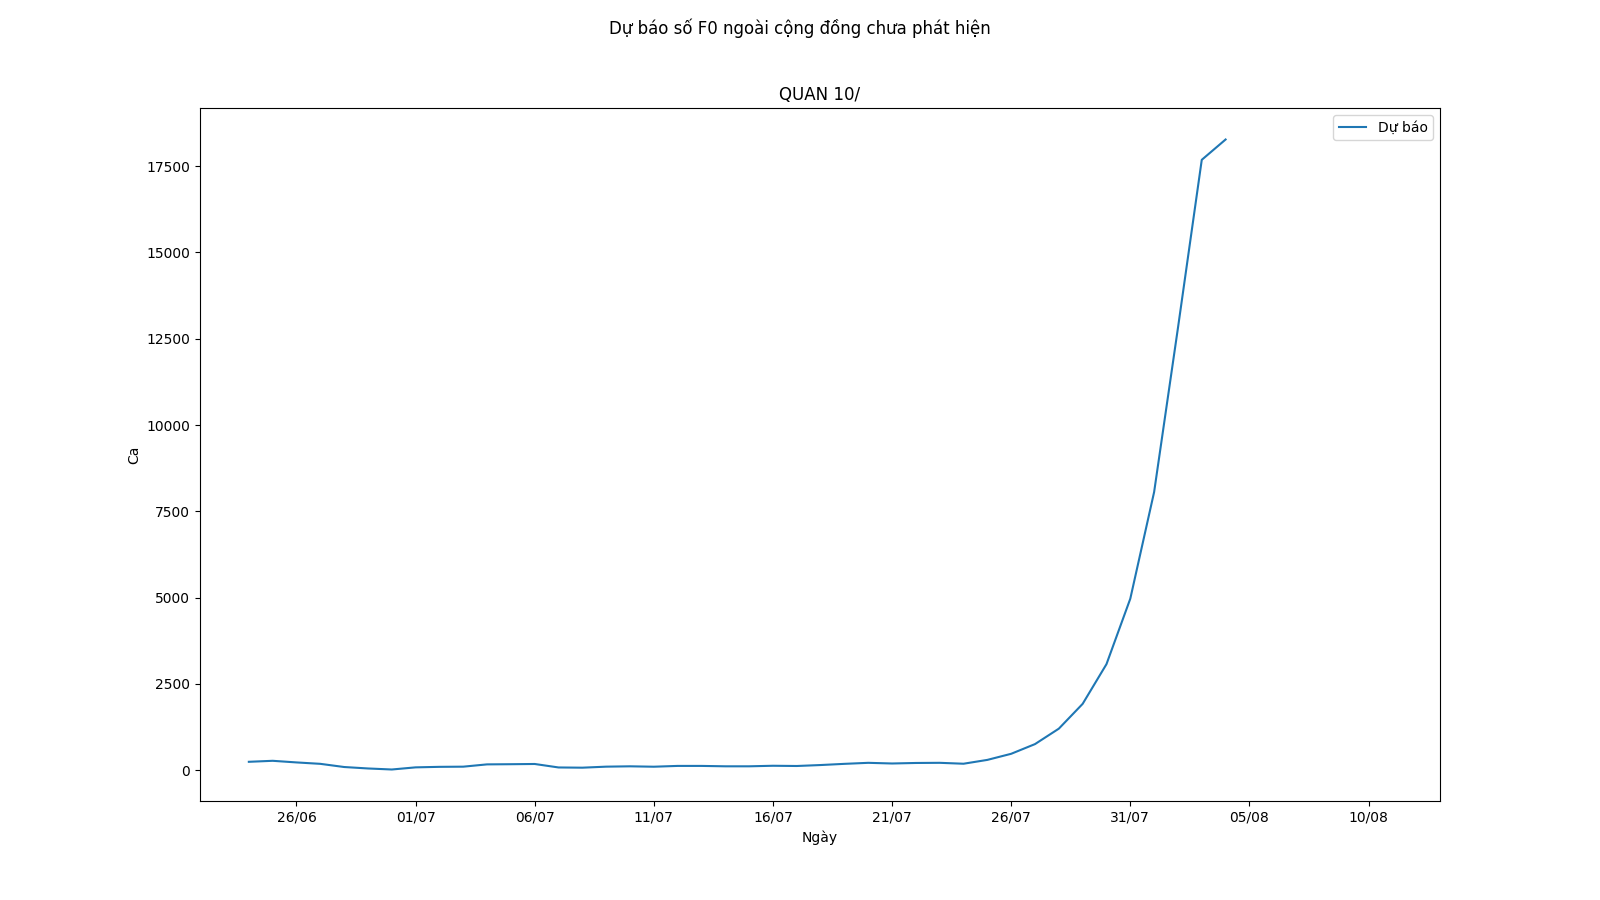 Dự báo số F0 ngoài cộng đồng chưa phát hiện
QUAN 10/
Dự báo
17500
15000
12500
10000
7500
5000
2500
0
Ca
26/06 01/07 06/07 11/07 16/07 21/07 26/07 31/07 05/08 10/08
Ngày